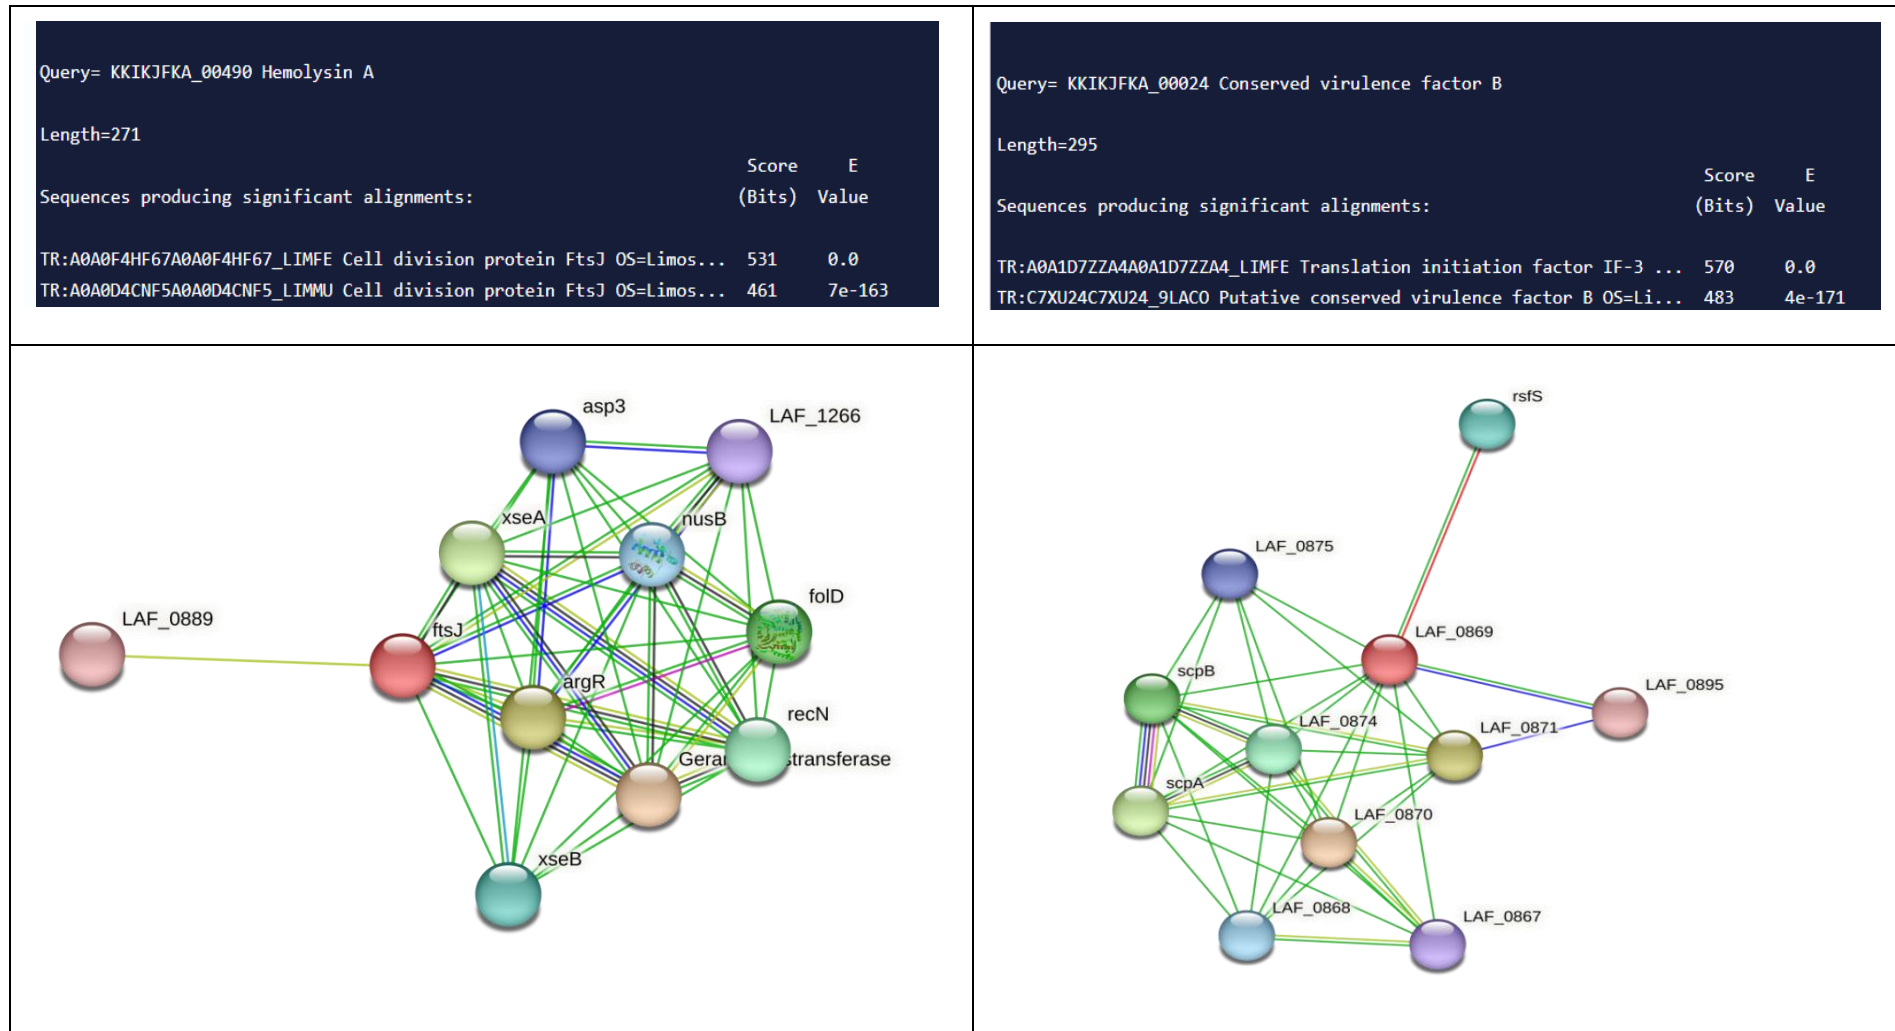 Query= KKIKJFKA_00490 Hemolysin A
Length=271
Score E
Sequences producing significant alignments: (Bits) Value
TR:A0A0F4HF67A0A0F4HF67_LIMFE Cell division protein FtsJ OS=Limos... 531 0.0
TR:A0A0D4CNF5A0A0D4CNF5_LIMMU Cell division protein FtsJ OS=Limos... 461 7e-163
Query= KKIKJFKA_00024 Conserved virulence factor B
Length=295
Score E
Sequences producing significant alignments: (Bits) Value
TR:A0A1D7ZZA4A0A1D7ZZA4_LIMFE Translation initiation factor IF-3 ... 570 0.0
TR:C7XU24C7XU24_9LACO Putative conserved virulence factor B OS=Li... 483 4e-171
asp3
LAF_1266
xseA
nusB
folD
LAF_0889
ftsJ
argR
recN
transferase
xseB
rsfS
LAF_0875
LAF_0869
scpB
LAF_0895
LAF_0874
LAF_0871
scpA
LAF_0870
LAF_0868
LAF_0867